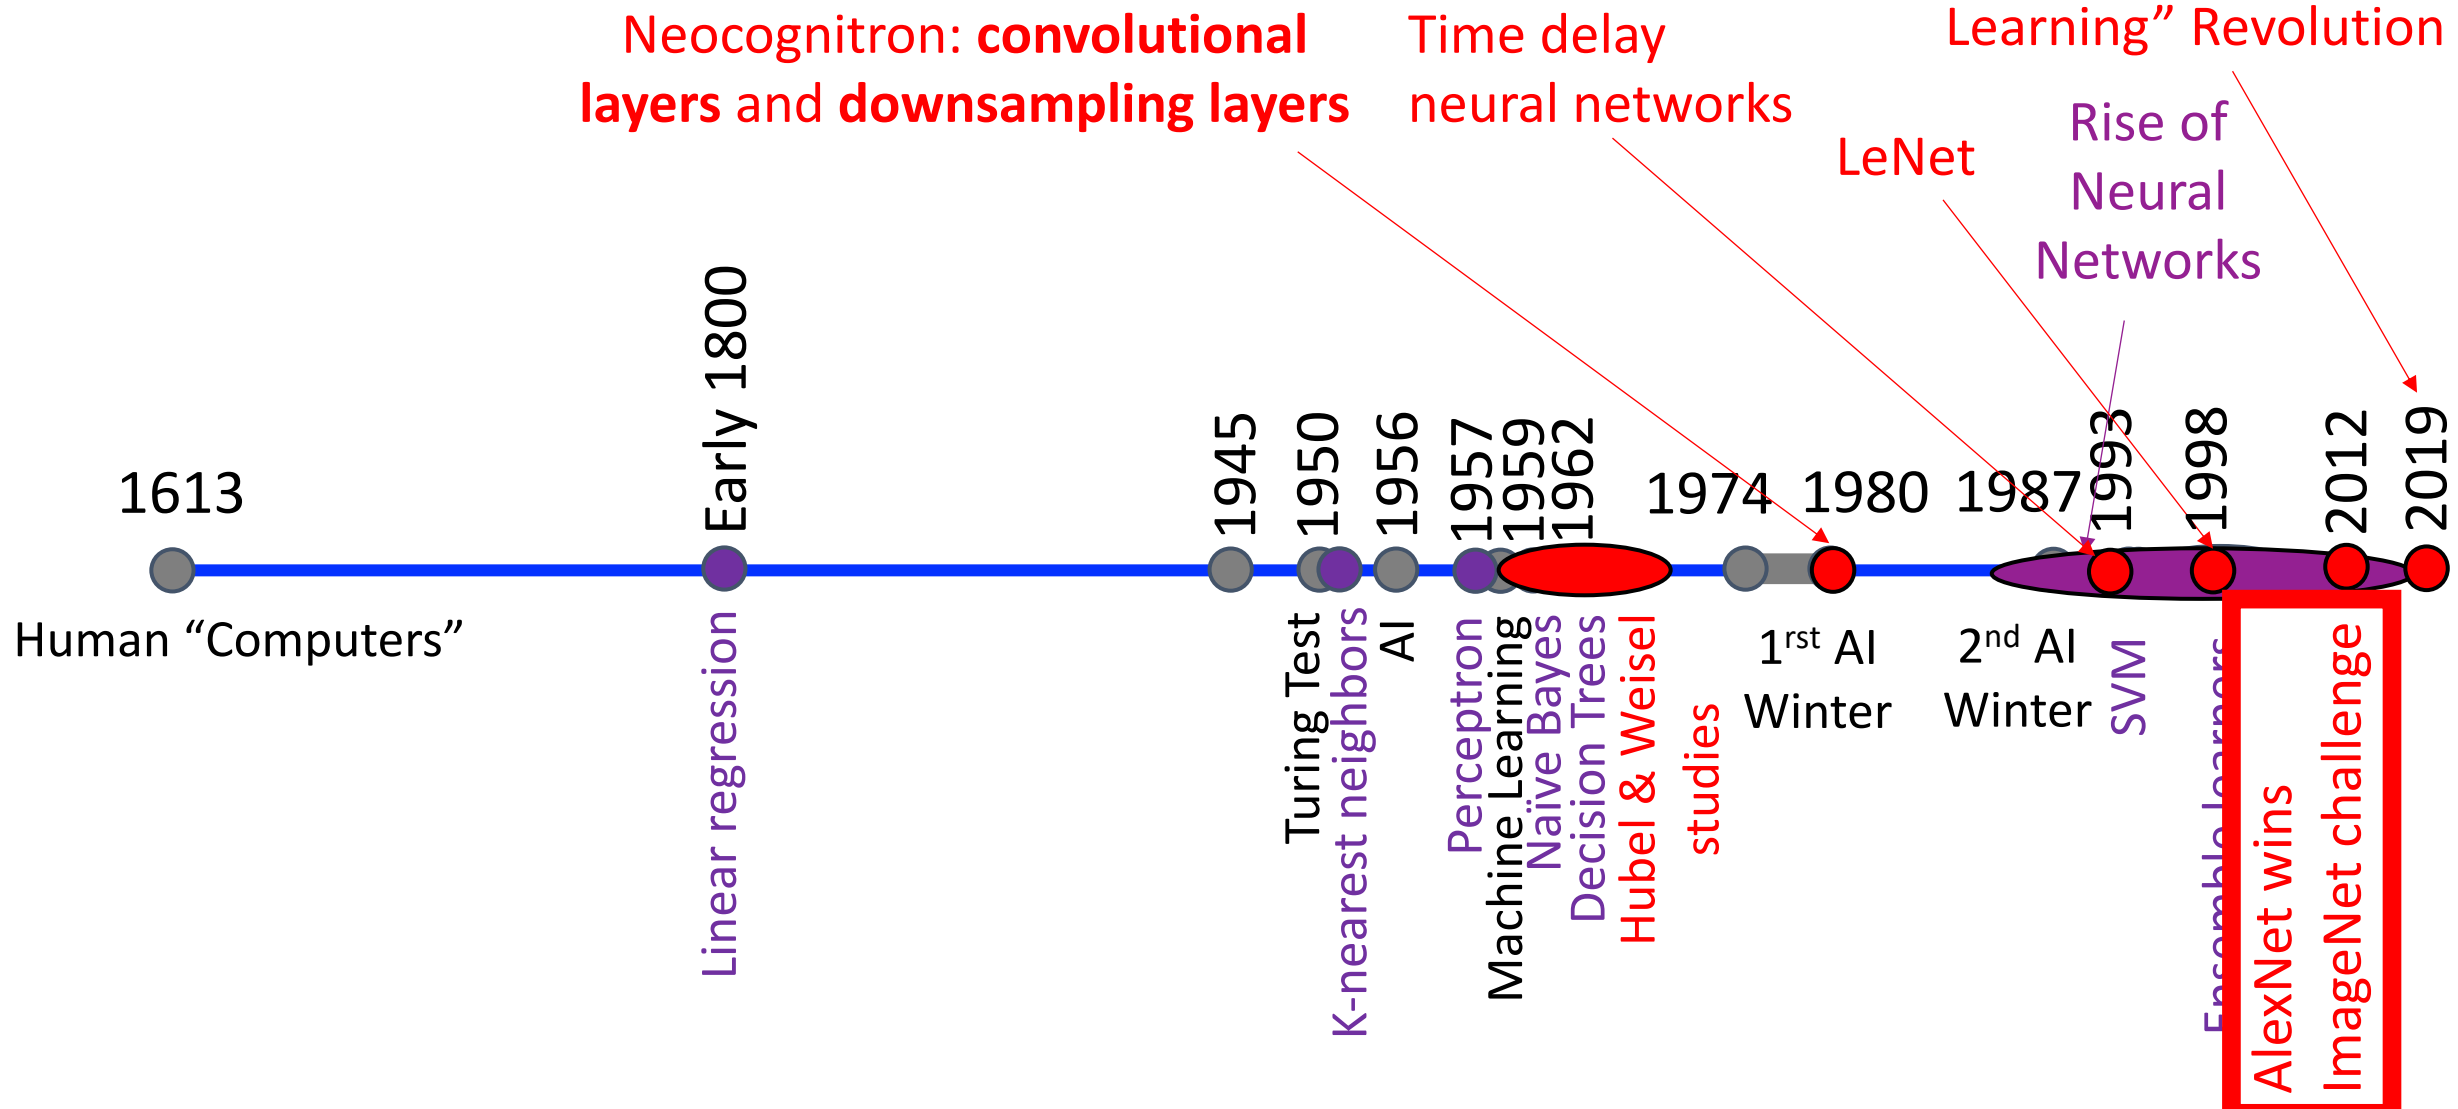 Neocognitron: convolutional
layers and downsampling layers
Time delay
neural networks
Learning” Revolution
LeNet
Rise of
Neural
Networks
1613
Early 1800
1945
1950
1956
1957
1959
1962
1974
1980
1987
1993
1998
2012
2019
Human “Computers”
Linear regression
Turing Test
K-nearest neighbors
AI
Perceptron
Machine Learning
Naïve Bayes
Decision Trees
Hubel & Weisel
studies
1rst AI
Winter
2nd AI
Winter
SVM
Ensemble learners
AlexNet wins
ImageNet challenge